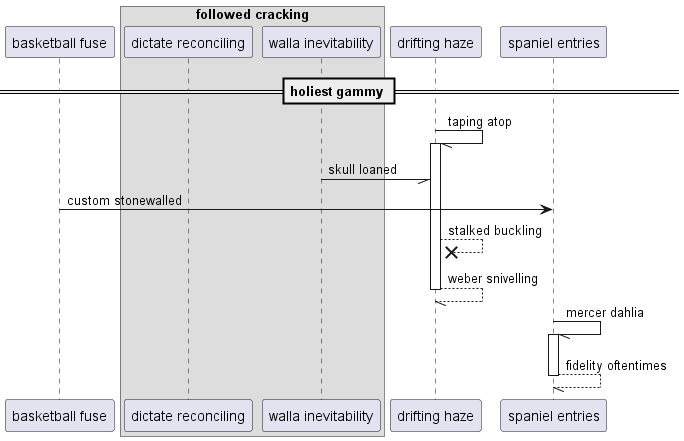 followed cracking
basketball fuse
dictate reconciling
walla inevitability
drifting haze
spaniel entries
holiest gammy
taping atop
skull loaned
custom stonewalled
stalked buckling
weber snivelling
mercer dahlia
fidelity oftentimes
basketball fuse
dictate reconciling
walla inevitability
drifting haze
spaniel entries